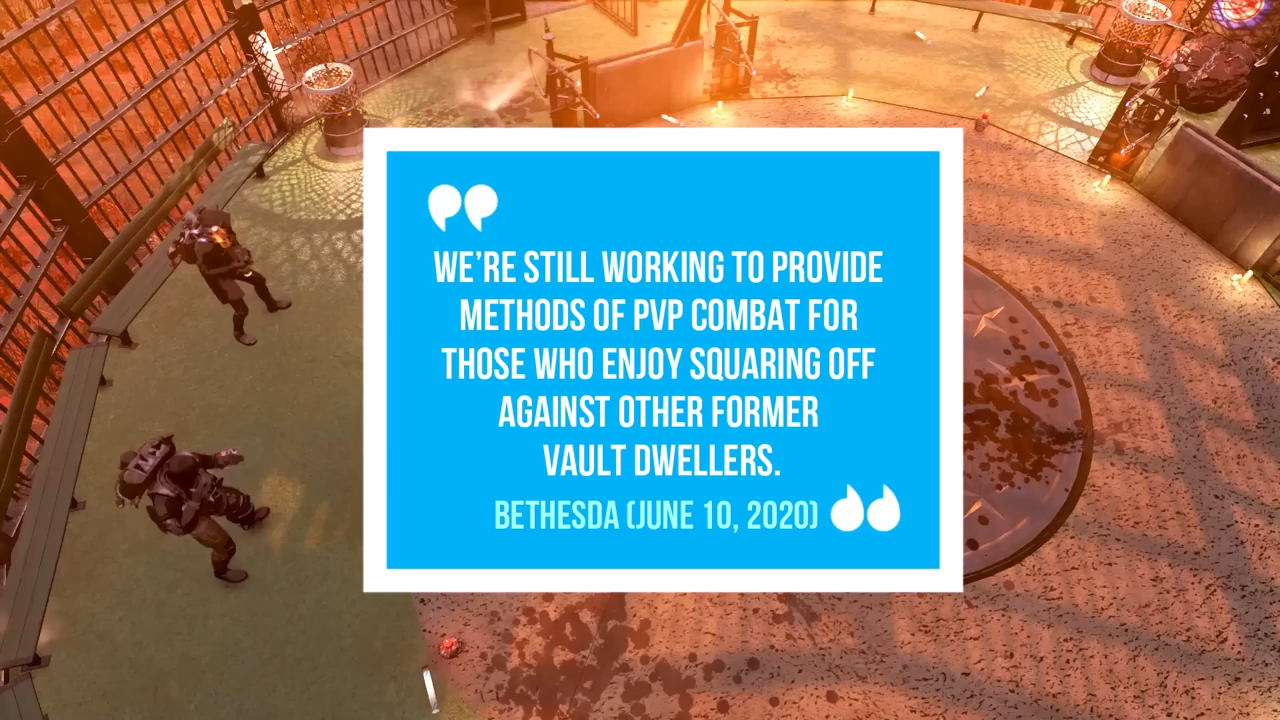 WE'RE STILL WORKING TO PROVIDE
METHODS OF PVP COMBAT FOR
THOSE WHO ENJOY SQUARING OFF
AGAINST OTHER FORMER
VAULT DWELLERS.
BETHESDA (JUNE 10, 2020)